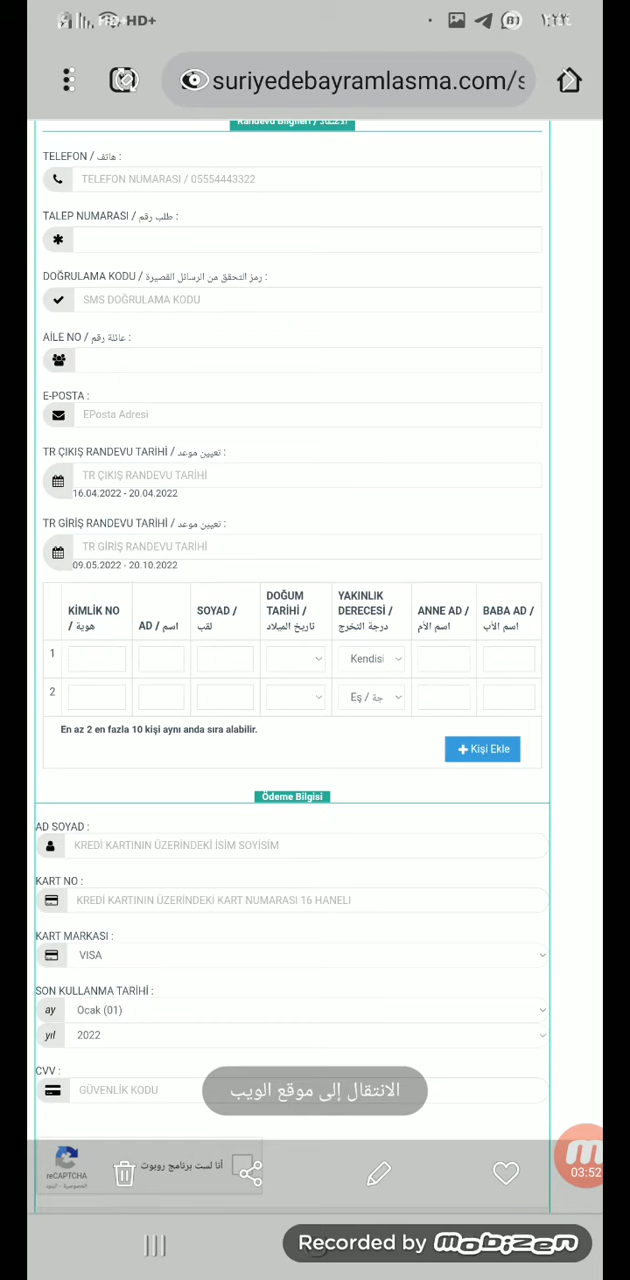 HD+
suriyedebayramlasma.com/s
Randevu Bilgileri /
TELEFON / هاتف :
TELEFON NUMARASI / 05554443322
TALEP NUMARASI / طلب رقم :
DOĞRULAMA KODU / رمز التحقق من الرسائل القصيرة :
SMS DOĞRULAMA KODU
AİLE NO / عائلة رقم :
E-POSTA :
EPosta Adresi
TR ÇIKIŞ RANDEVU TARİHİ / تعيين موعد :
TR ÇIKIŞ RANDEVU TARİHİ
16.04.2022 - 20.04.2022
TR GİRİŞ RANDEVU TARİHİ / تعيين موعد :
TR GİRİŞ RANDEVU TARİHİ
09.05.2022 - 20.10.2022
KİMLİK NO / هوية
AD / اسم
SOYAD / لقب
DOĞUM TARİHİ / تاريخ الميلاد
YAKINLIK DERECESİ / درجة التخرج
ANNE AD / اسم الأم
BABA AD / اسم الأب
1 Kendisi
2 Eş / جة
En az 2 en fazla 10 kişi aynı anda sıra alabilir.
Kişi Ekle
Ödeme Bilgisi
AD SOYAD :
KREDİ KARTININ ÜZERİNDEKİ İSİM SOYİSİM
KART NO :
KREDİ KARTININ ÜZERİNDEKİ KART NUMARASI 16 HANELİ
KART MARKASI :
VISA
SON KULLANMA TARİHİ :
ay Ocak (01)
yıl 2022
CVV :
GÜVENLİK KODU
الانتقال إلى موقع الويب
أنا لست برنامج روبوت
reCAPTCHA
الخصوصية - البنود
03:52
Recorded by mobizen